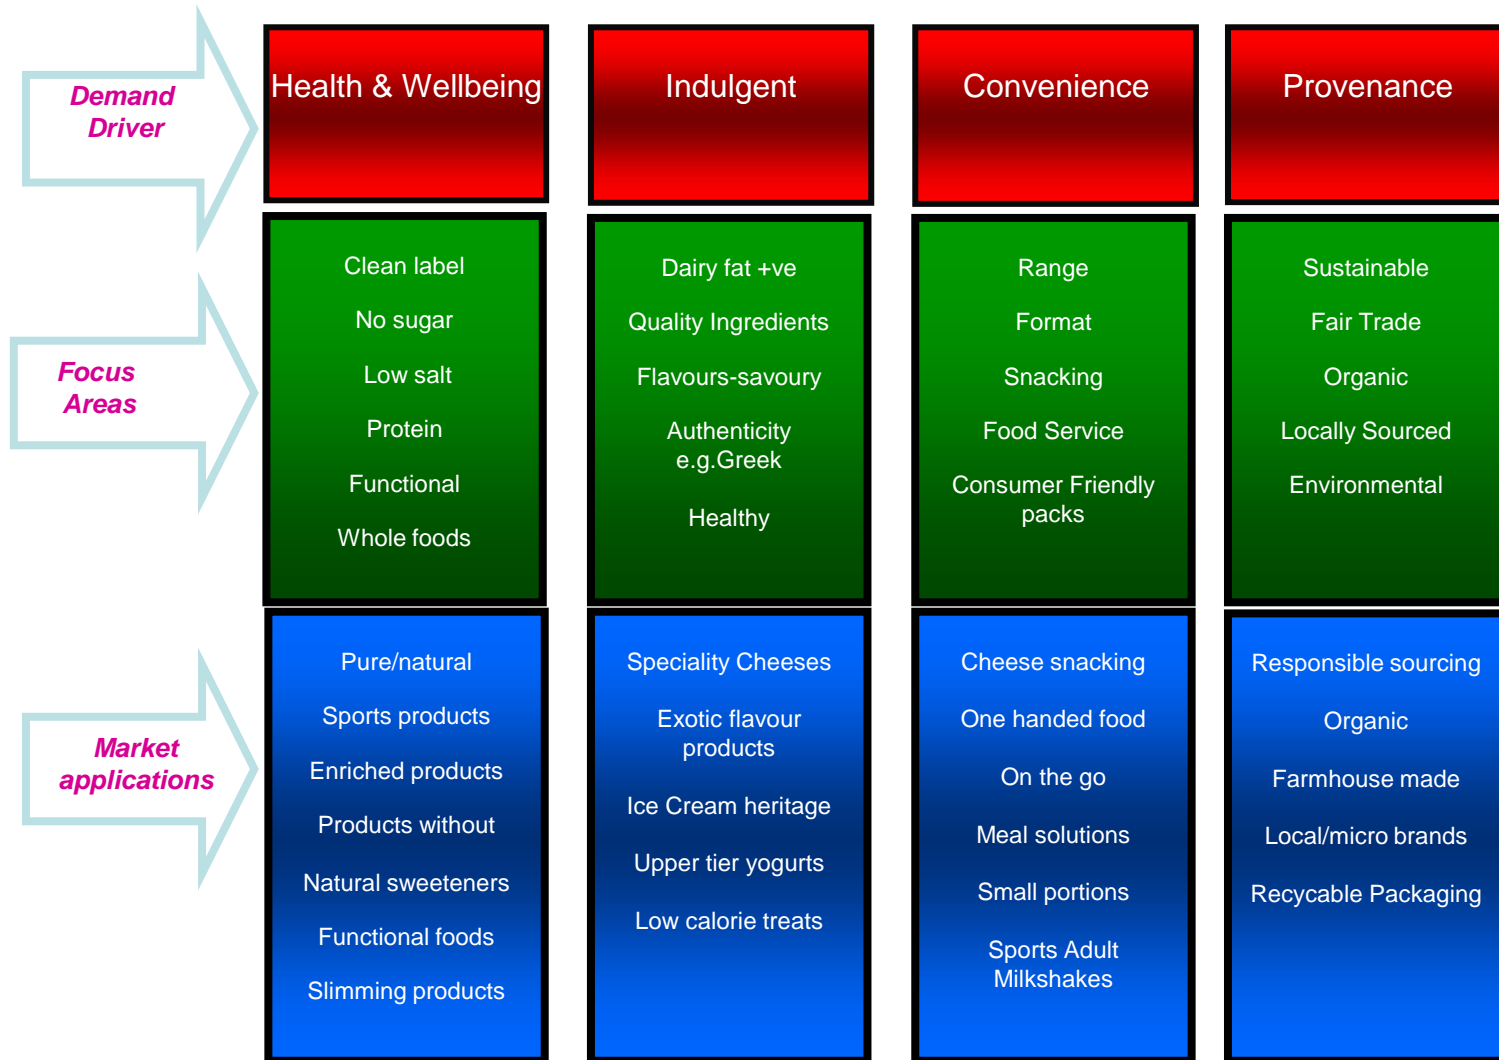 Demand
Driver
Health & Wellbeing
Indulgent
Convenience
Provenance
Focus
Areas
Clean label
No sugar
Low salt
Protein
Functional
Whole foods
Dairy fat +ve
Quality Ingredients
Flavours-savoury
Authenticity
e.g.Greek
Healthy
Range
Format
Snacking
Food Service
Consumer Friendly
packs
Sustainable
Fair Trade
Organic
Locally Sourced
Environmental
Market
applications
Pure/natural
Sports products
Enriched products
Products without
Natural sweeteners
Functional foods
Slimming products
Speciality Cheeses
Exotic flavour
products
Ice Cream heritage
Upper tier yogurts
Low calorie treats
Cheese snacking
One handed food
On the go
Meal solutions
Small portions
Sports Adult
Milkshakes
Responsible sourcing
Organic
Farmhouse made
Local/micro brands
Recycable Packaging